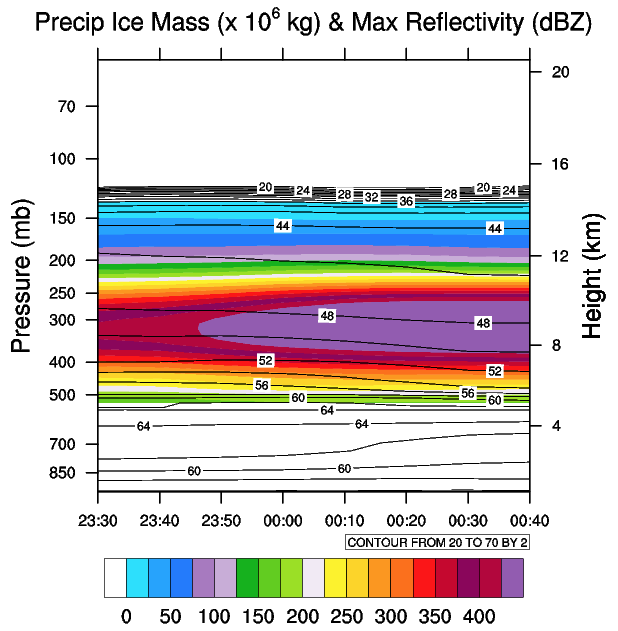 Precip Ice Mass (x 10^6 kg) & Max Reflectivity (dBZ)
Pressure (mb)
70
100
150
200
250
300
400
500
700
850
20
16
12
8
4
Height (km)
20 24 28 32 36 28 20 24
44 44
48 48
52 52
56 56
60 60
64 64 64
60 60
23:30 23:40 23:50 00:00 00:10 00:20 00:30 00:40
CONTOUR FROM 20 TO 70 BY 2
0 50 100 150 200 250 300 350 400